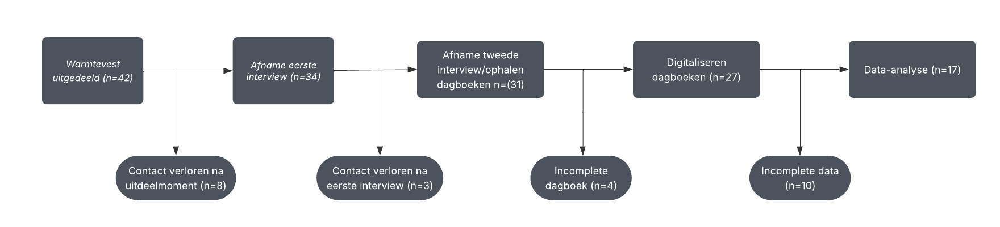 Warmtevest
uitgedeeld (n=42)
Afname eerste
interview (n=34)
Afname tweede
interview/ophalen
dagboeken n=(31)
Digitaliseren
dagboeken (n=27)
Data-analyse (n=17)
Contact verloren na
uitdeelmoment (n=8)
Contact verloren na
eerste interview (n=3)
Incomplete
dagboek (n=4)
Incomplete data
(n=10)